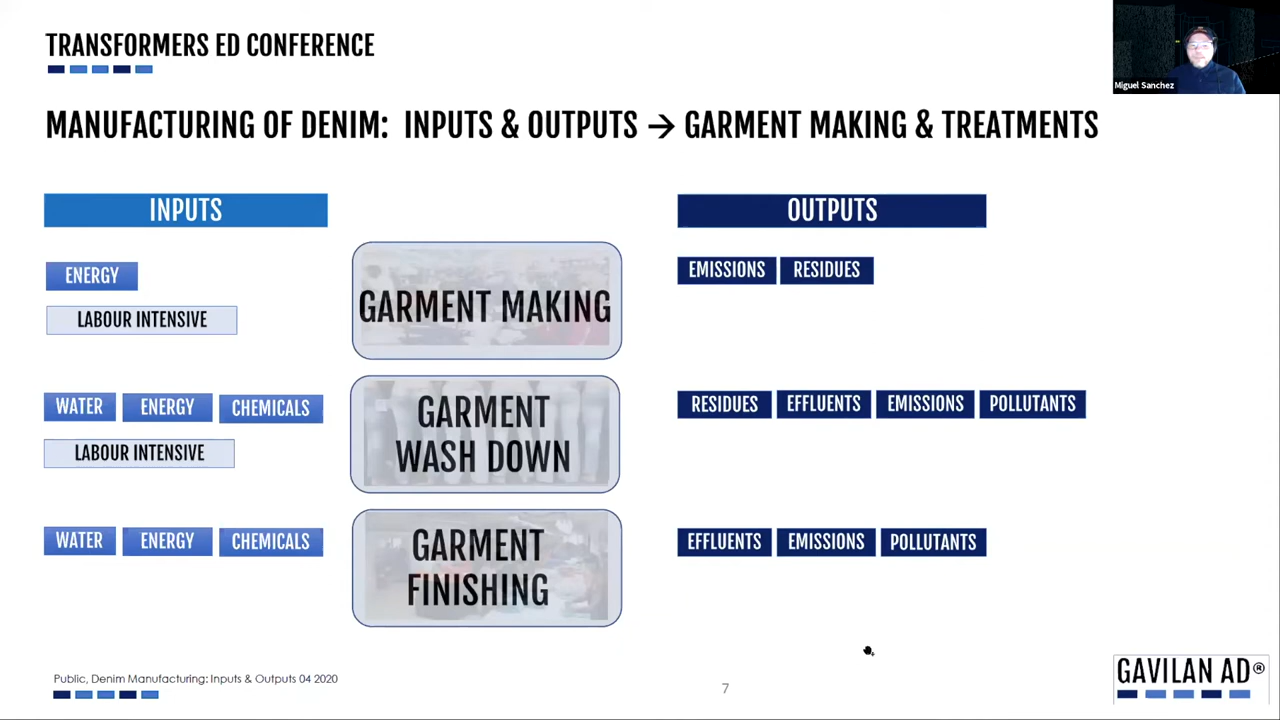 TRANSFORMERS ED CONFERENCE
Miguel Sanchez
MANUFACTURING OF DENIM: INPUTS & OUTPUTS → GARMENT MAKING & TREATMENTS
INPUTS
OUTPUTS
ENERGY
LABOUR INTENSIVE
GARMENT MAKING
EMISSIONS RESIDUES
WATER ENERGY CHEMICALS
LABOUR INTENSIVE
GARMENT
WASH DOWN
RESIDUES EFFLUENTS EMISSIONS POLLUTANTS
WATER ENERGY CHEMICALS
GARMENT
FINISHING
EFFLUENTS EMISSIONS POLLUTANTS
Public, Denim Manufacturing: Inputs & Outputs 04 2020
7
GAVILAN AD®